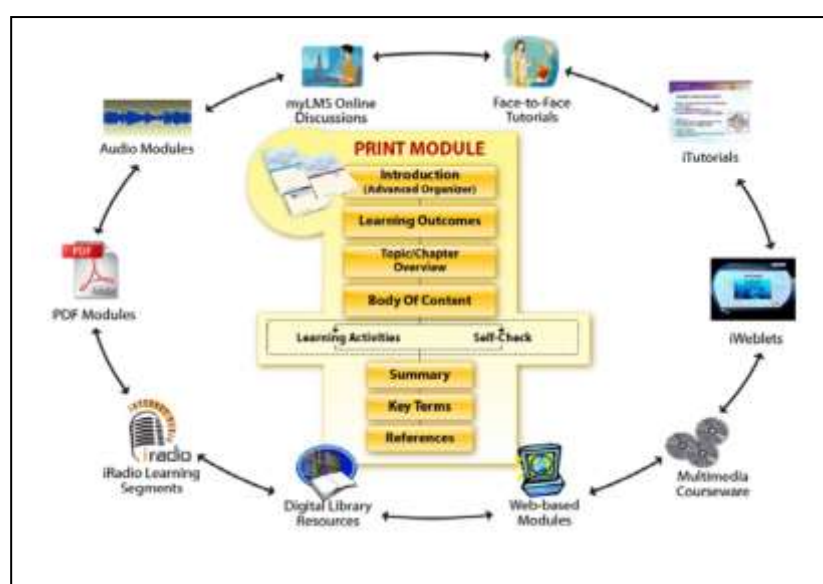 myLMS Online
Discussions
Face-to-Face
Tutorials
iTutorials
iWeblets
Multimedia
Courseware
Web-based
Modules
Digital Library
Resources
iradio
iRadio Learning
Segments
PDF
PDF Modules
Audio Modules
PRINT MODULE
Introduction
(Advanced Organizer)
Learning Outcomes
Topic/Chapter
Overview
Body Of Content
Learning Activities
Self-Check
Summary
Key Terms
References